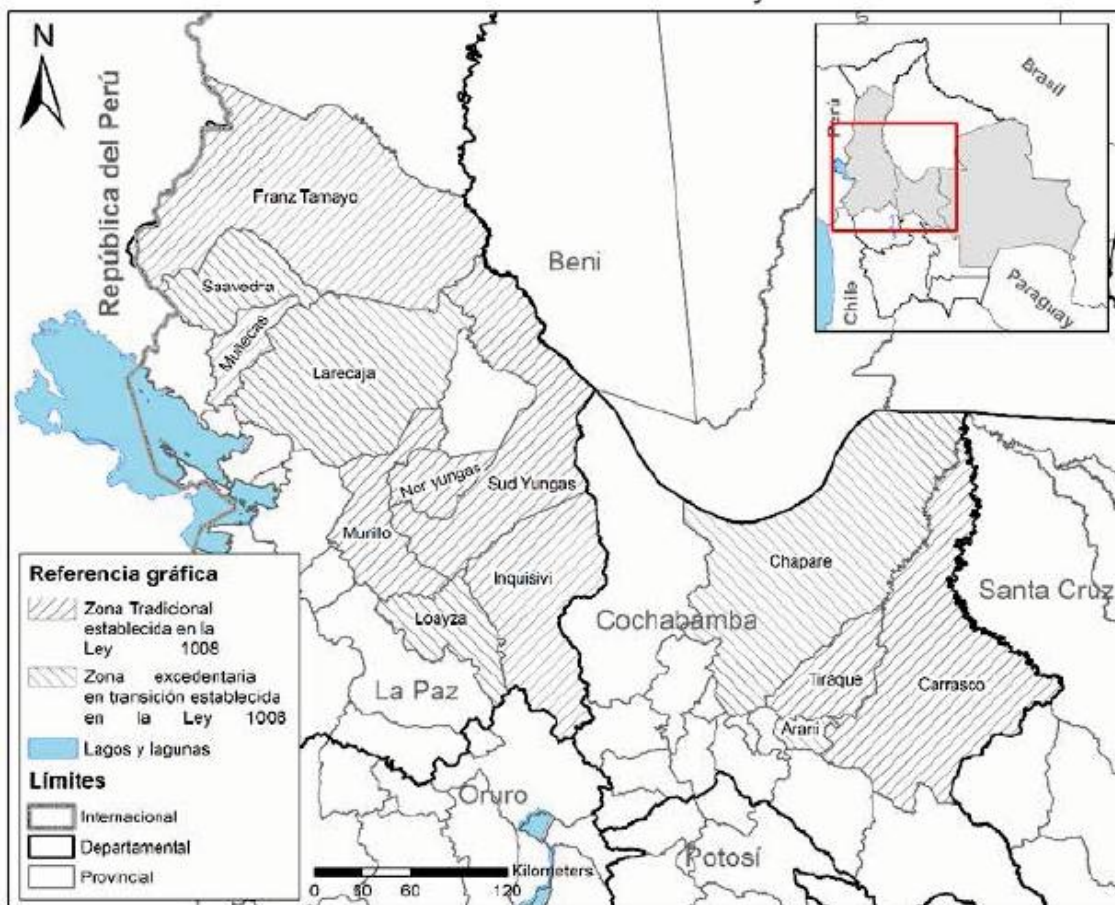 N
República del Perú
Franz Tamayo
Saavedra
Muñecas
Larecaja
Beni
Nor yungas
Sud Yungas
Murillo
Inquisivi
Loayza
La Paz
Oruro
Cochabamba
Chapare
Tiraque
Arani
Carrasco
Santa Cruz
Potosí
Brasil
Perú
Chile
Paraguay
Referencia gráfica
Zona Tradicional
establecida en la
Ley 1008
Zona excedentaria
en transición establecida
en la Ley 1008
Lagos y lagunas
Límites
Internacional
Departamental
Provincial
Kilometers
0 30 60 120